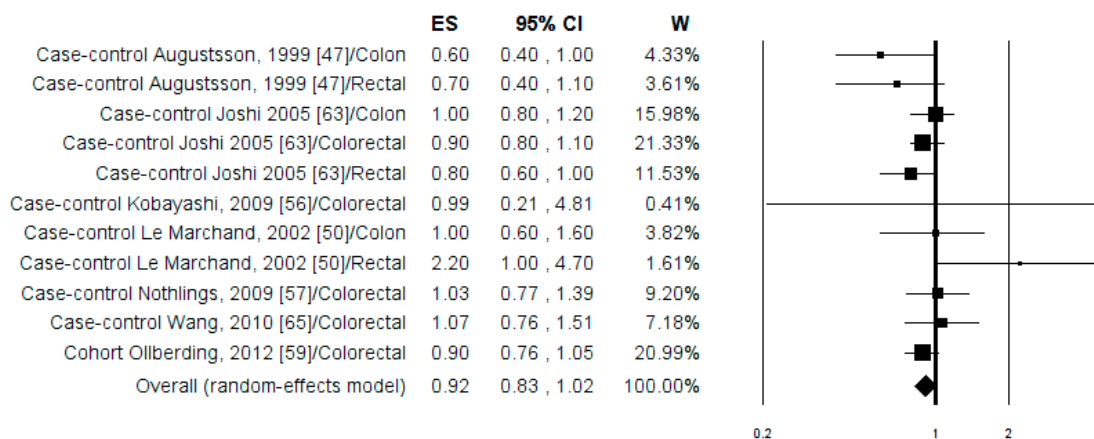 ES 95% CI W
Case-control Augustsson, 1999 [47]/Colon 0.60 0.40 , 1.00 4.33%
Case-control Augustsson, 1999 [47]/Rectal 0.70 0.40 , 1.10 3.61%
Case-control Joshi 2005 [63]/Colon 1.00 0.80 , 1.20 15.98%
Case-control Joshi 2005 [63]/Colorectal 0.90 0.80 , 1.10 21.33%
Case-control Joshi 2005 [63]/Rectal 0.80 0.60 , 1.00 11.53%
Case-control Kobayashi, 2009 [56]/Colorectal 0.99 0.21 , 4.81 0.41%
Case-control Le Marchand, 2002 [50]/Colon 1.00 0.60 , 1.60 3.82%
Case-control Le Marchand, 2002 [50]/Rectal 2.20 1.00 , 4.70 1.61%
Case-control Nothlings, 2009 [57]/Colorectal 1.03 0.77 , 1.39 9.20%
Case-control Wang, 2010 [65]/Colorectal 1.07 0.76 , 1.51 7.18%
Cohort Ollberding, 2012 [59]/Colorectal 0.90 0.76 , 1.05 20.99%
Overall (random-effects model) 0.92 0.83 , 1.02 100.00%
0.2 1 2